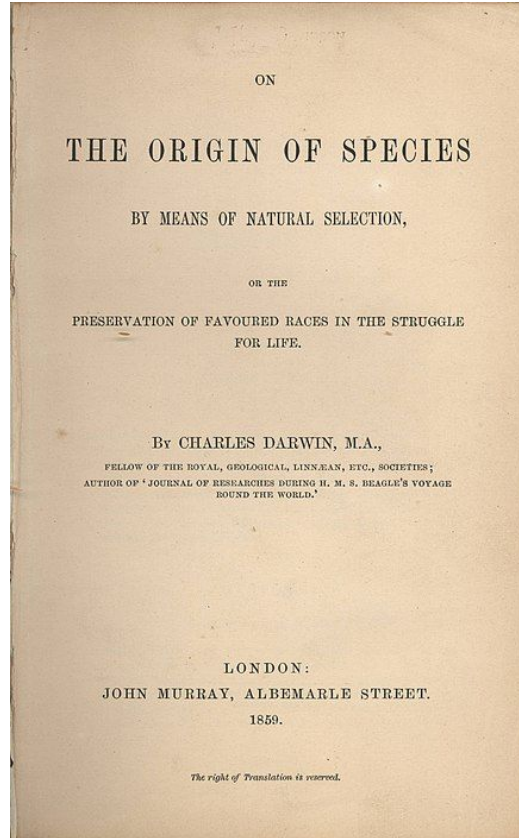 ON
THE ORIGIN OF SPECIES
BY MEANS OF NATURAL SELECTION,
OR THE
PRESERVATION OF FAVOURED RACES IN THE STRUGGLE
FOR LIFE.
By CHARLES DARWIN, M.A.,
FELLOW OF THE ROYAL, GEOLOGICAL, LINNÆAN, ETC., SOCIETIES;
AUTHOR OF ‘JOURNAL OF RESEARCHES DURING H. M. S. BEAGLE’S VOYAGE
ROUND THE WORLD.’
LONDON:
JOHN MURRAY, ALBEMARLE STREET.
1859.
The right of Translation is reserved.